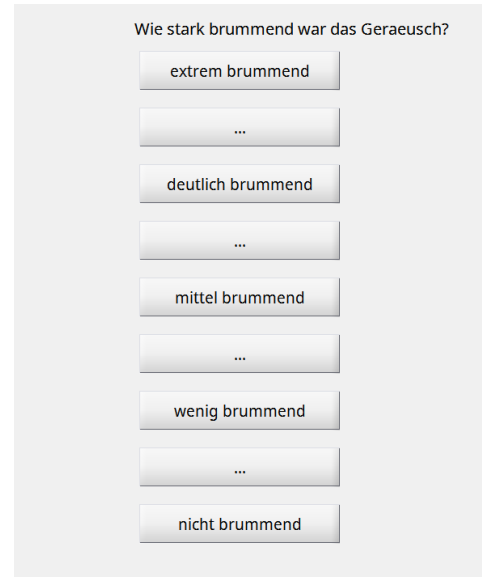 Wie stark brummend war das Geraeusch?
extrem brummend
...
deutlich brummend
...
mittel brummend
...
wenig brummend
...
nicht brummend